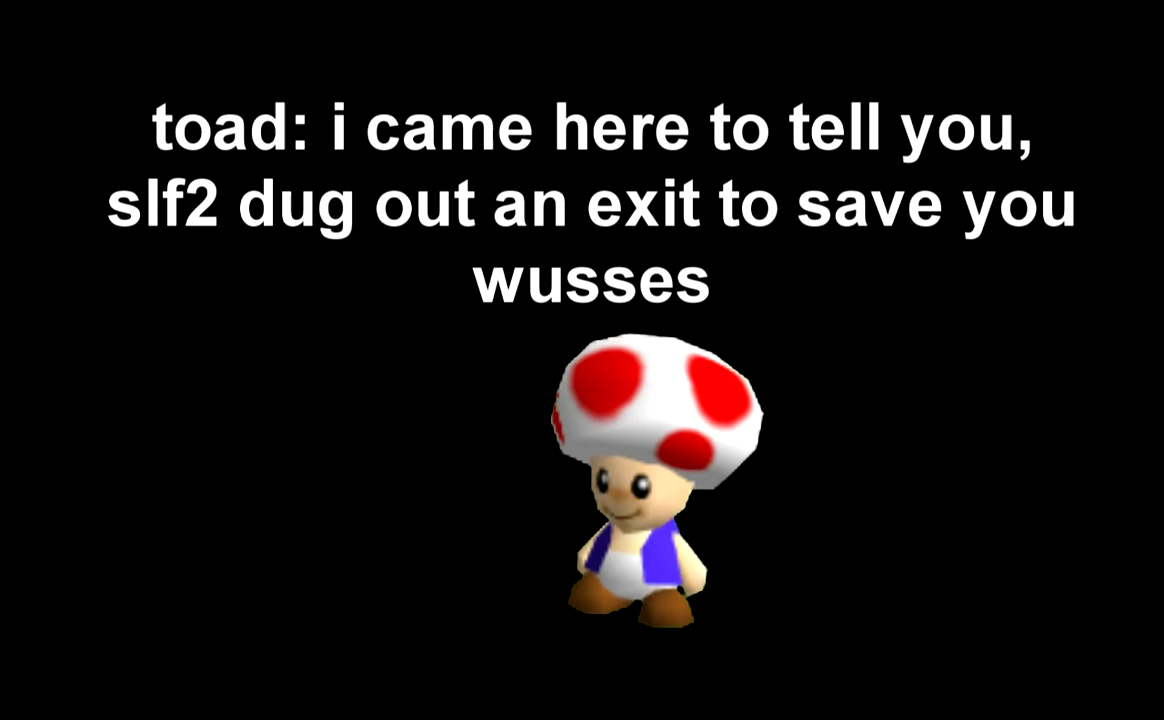 toad: i came here to tell you,
slf2 dug out an exit to save you
wusses